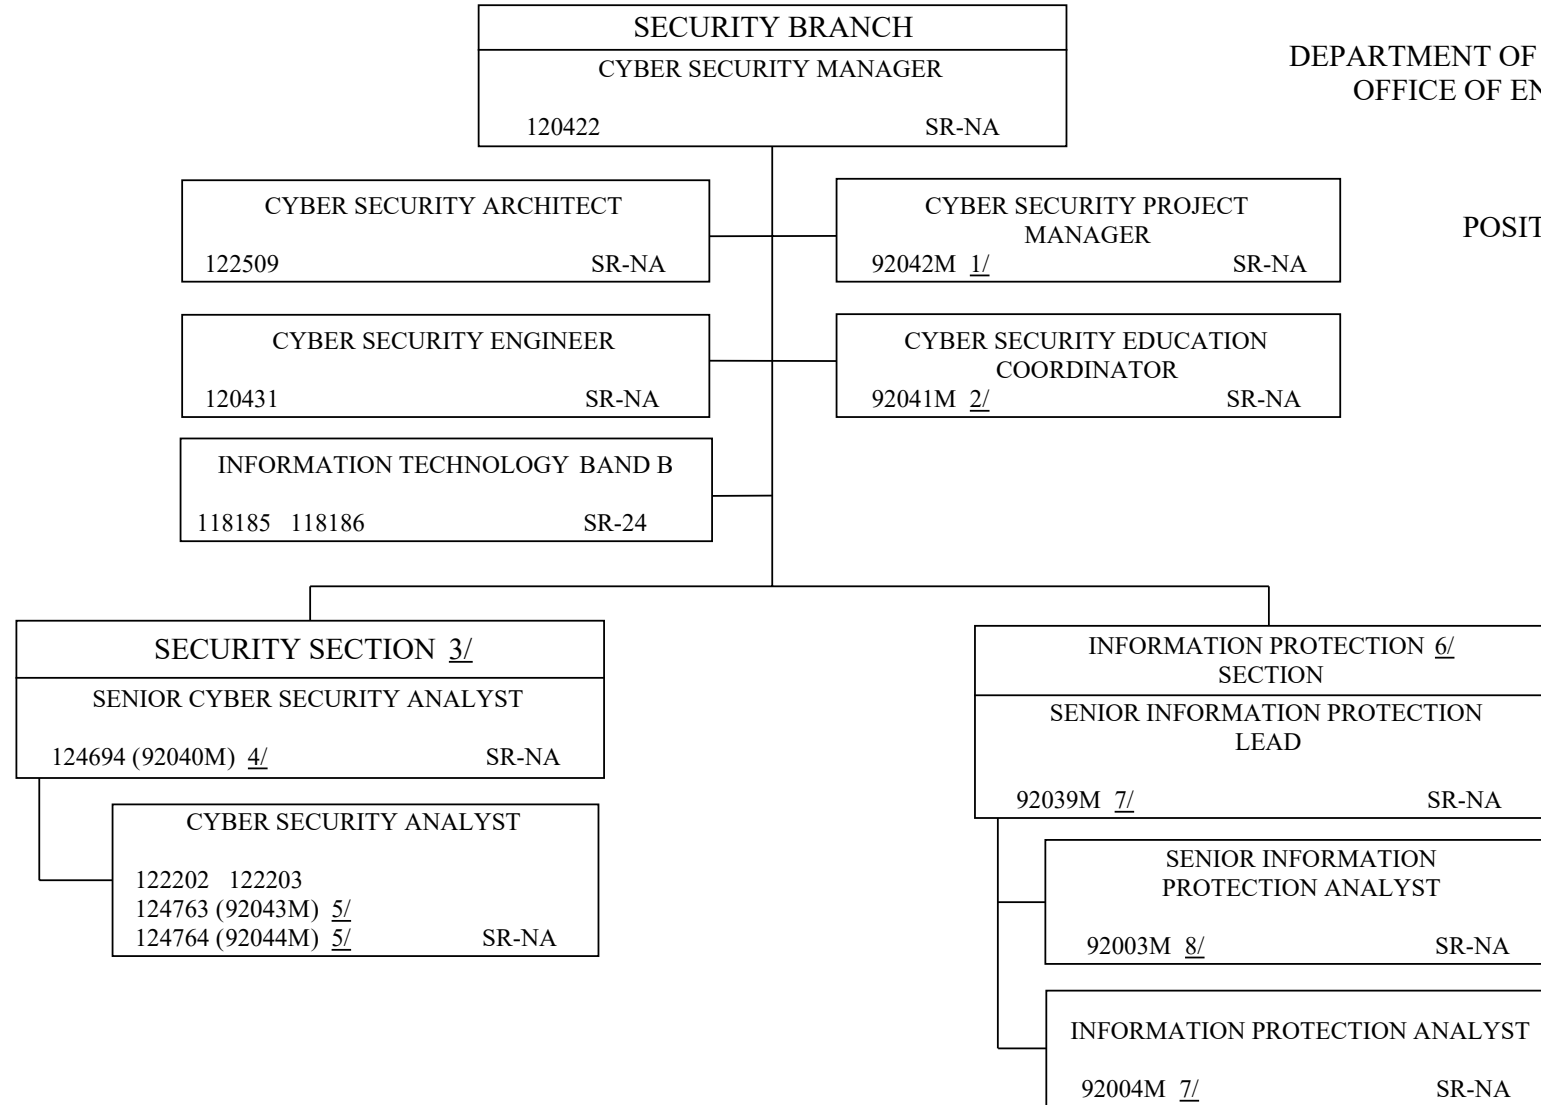 SECURITY BRANCH
CYBER SECURITY MANAGER
120422 SR-NA
DEPARTMENT OF
OFFICE OF EN
POSIT
CYBER SECURITY ARCHITECT
122509 SR-NA
CYBER SECURITY PROJECT
MANAGER
92042M 1/ SR-NA
CYBER SECURITY ENGINEER
120431 SR-NA
CYBER SECURITY EDUCATION
COORDINATOR
92041M 2/ SR-NA
INFORMATION TECHNOLOGY BAND B
118185 118186 SR-24
SECURITY SECTION 3/
SENIOR CYBER SECURITY ANALYST
124694 (92040M) 4/ SR-NA
CYBER SECURITY ANALYST
122202 122203
124763 (92043M) 5/
124764 (92044M) 5/ SR-NA
INFORMATION PROTECTION 6/
SECTION
SENIOR INFORMATION PROTECTION
LEAD
92039M 7/ SR-NA
SENIOR INFORMATION
PROTECTION ANALYST
92003M 8/ SR-NA
INFORMATION PROTECTION ANALYST
92004M 7/ SR-NA